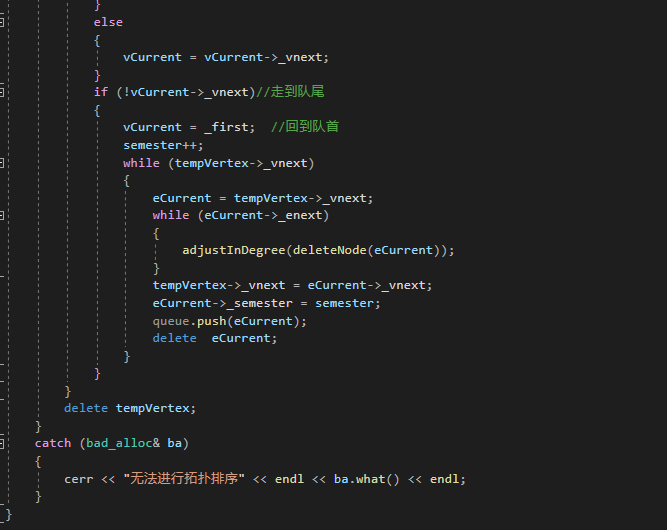 }
else
{
vCurrent = vCurrent->_vnext;
}
if (!vCurrent->_vnext)//走到队尾
{
vCurrent = _first;  //回到队首
semester++;
while (tempVertex->_vnext)
{
eCurrent = tempVertex->_vnext;
while (eCurrent->_enext)
{
adjustInDegree(deleteNode(eCurrent));
}
tempVertex->_vnext = eCurrent->_vnext;
eCurrent->_semester = semester;
queue.push(eCurrent);
delete  eCurrent;
}
}
}
delete tempVertex;
}
catch (bad_alloc& ba)
{
cerr << "无法进行拓扑排序" << endl << ba.what() << endl;
}
}